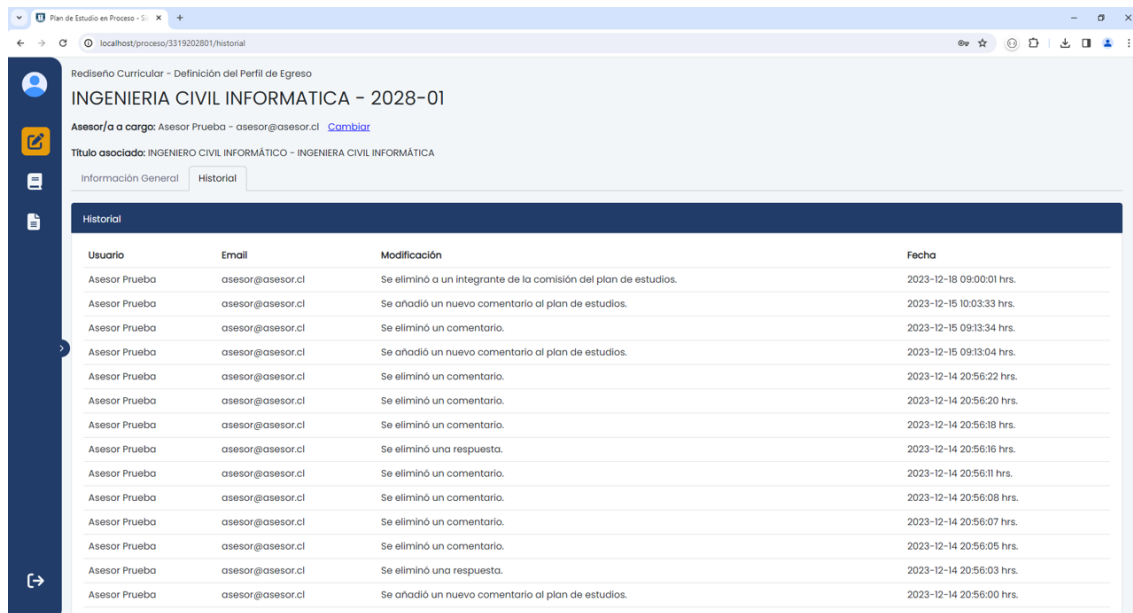 Plan de Estudio en Proceso - Si
localhost/proceso/3319202801/historial
Rediseño Curricular - Definición del Perfil de Egreso
INGENIERIA CIVIL INFORMATICA - 2028-01
Asesor/a a cargo: Asesor Prueba - asesor@asesor.cl Cambiar
Título asociado: INGENIERO CIVIL INFORMÁTICO - INGENIERA CIVIL INFORMÁTICA
Información General Historial
Historial
Usuario Email Modificación Fecha
Asesor Prueba asesor@asesor.cl Se eliminó a un integrante de la comisión del plan de estudios. 2023-12-18 09:00:01 hrs.
Asesor Prueba asesor@asesor.cl Se añadió un nuevo comentario al plan de estudios. 2023-12-15 10:03:33 hrs.
Asesor Prueba asesor@asesor.cl Se eliminó un comentario. 2023-12-15 09:13:34 hrs.
Asesor Prueba asesor@asesor.cl Se añadió un nuevo comentario al plan de estudios. 2023-12-15 09:13:04 hrs.
Asesor Prueba asesor@asesor.cl Se eliminó un comentario. 2023-12-14 20:56:22 hrs.
Asesor Prueba asesor@asesor.cl Se eliminó un comentario. 2023-12-14 20:56:20 hrs.
Asesor Prueba asesor@asesor.cl Se eliminó un comentario. 2023-12-14 20:56:18 hrs.
Asesor Prueba asesor@asesor.cl Se eliminó una respuesta. 2023-12-14 20:56:16 hrs.
Asesor Prueba asesor@asesor.cl Se eliminó un comentario. 2023-12-14 20:56:11 hrs.
Asesor Prueba asesor@asesor.cl Se eliminó un comentario. 2023-12-14 20:56:08 hrs.
Asesor Prueba asesor@asesor.cl Se eliminó un comentario. 2023-12-14 20:56:07 hrs.
Asesor Prueba asesor@asesor.cl Se eliminó un comentario. 2023-12-14 20:56:05 hrs.
Asesor Prueba asesor@asesor.cl Se eliminó una respuesta. 2023-12-14 20:56:03 hrs.
Asesor Prueba asesor@asesor.cl Se añadió un nuevo comentario al plan de estudios. 2023-12-14 20:56:00 hrs.